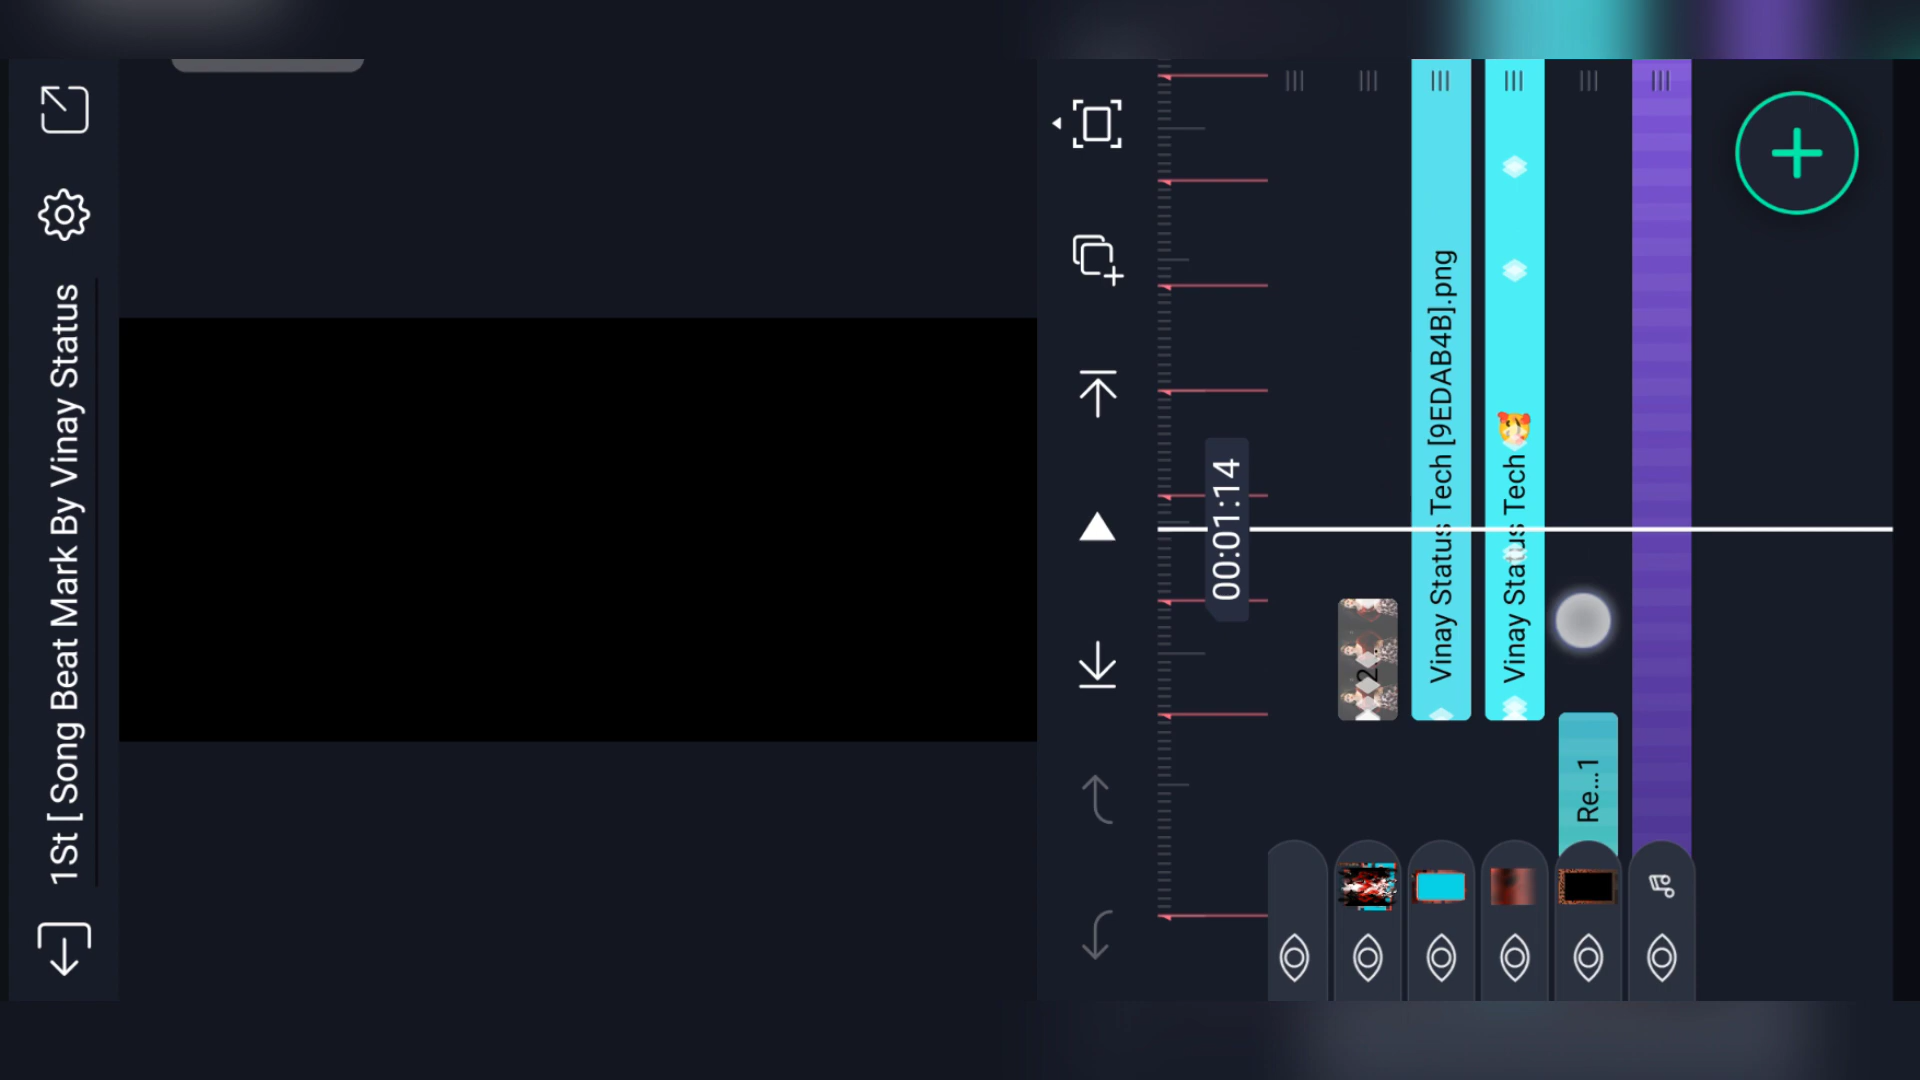 1St [ Song Beat Mark By Vinay Status
00:01:14
2
Vinay Status Tech [9EDAB4B].png
Vinay Status Tech 🥰
Re...1